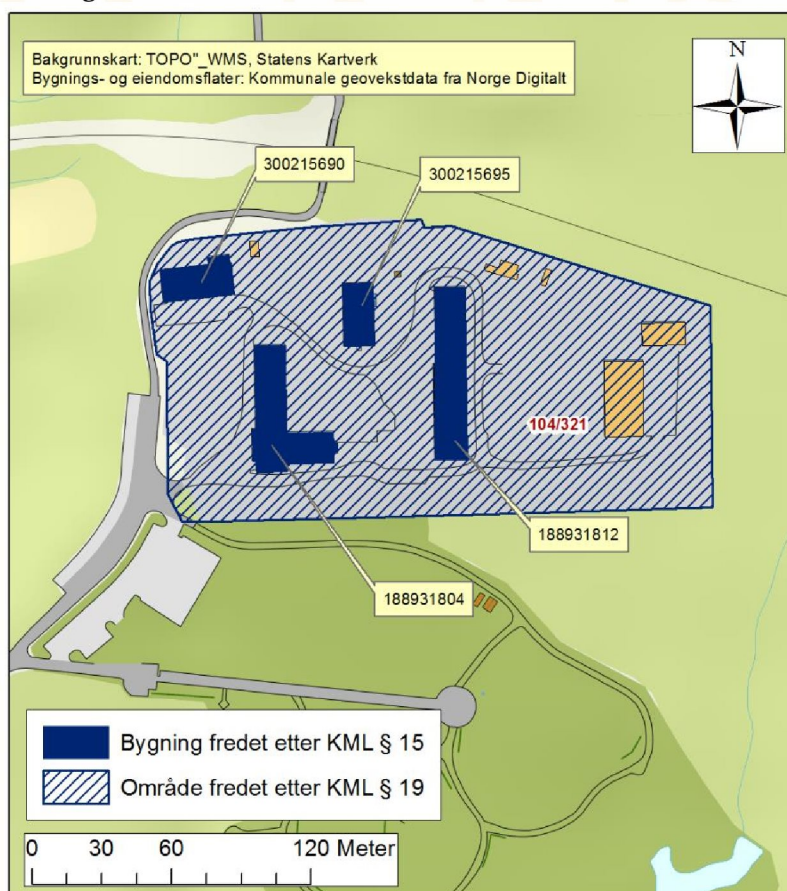 Bakgrunnskart: TOPO"_WMS, Statens Kartverk
Bygnings- og eiendomsflater: Kommunale geovekstdata fra Norge Digitalt
N
300215690
300215695
104/321
188931812
188931804
Bygning fredet etter KML § 15
Område fredet etter KML § 19
0 30 60 120 Meter